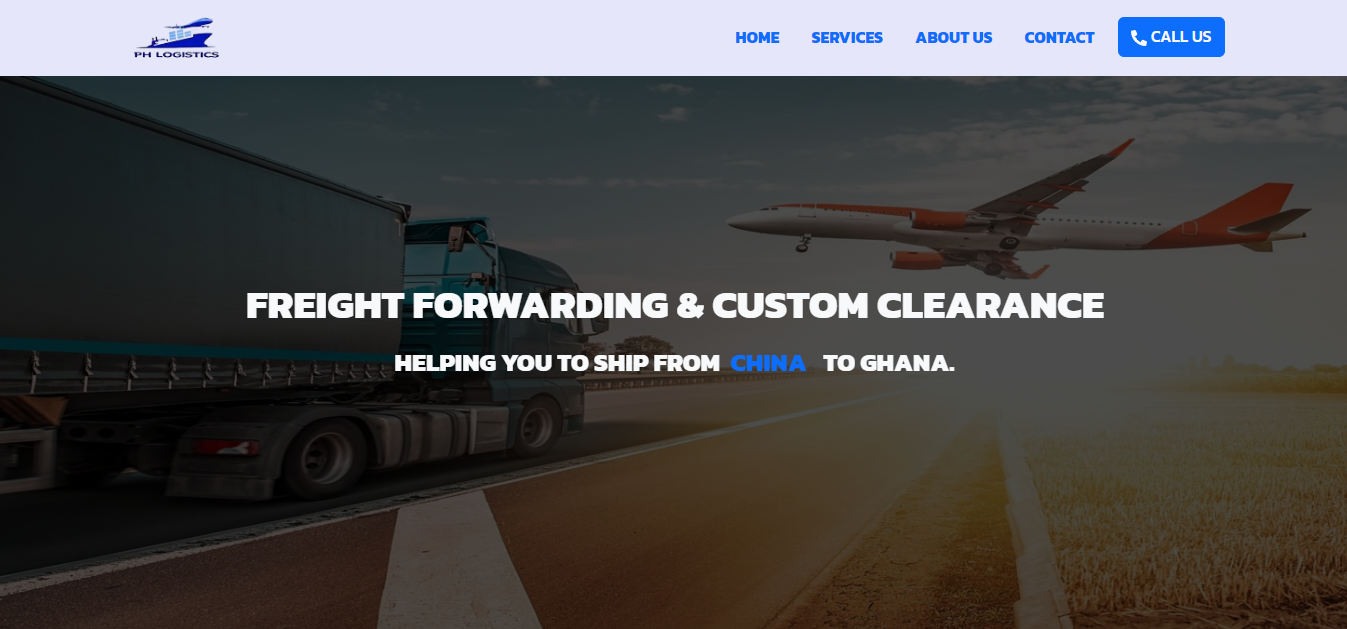 PH LOGISTICS
HOME SERVICES ABOUT US CONTACT CALL US
FREIGHT FORWARDING & CUSTOM CLEARANCE
HELPING YOU TO SHIP FROM CHINA TO GHANA.